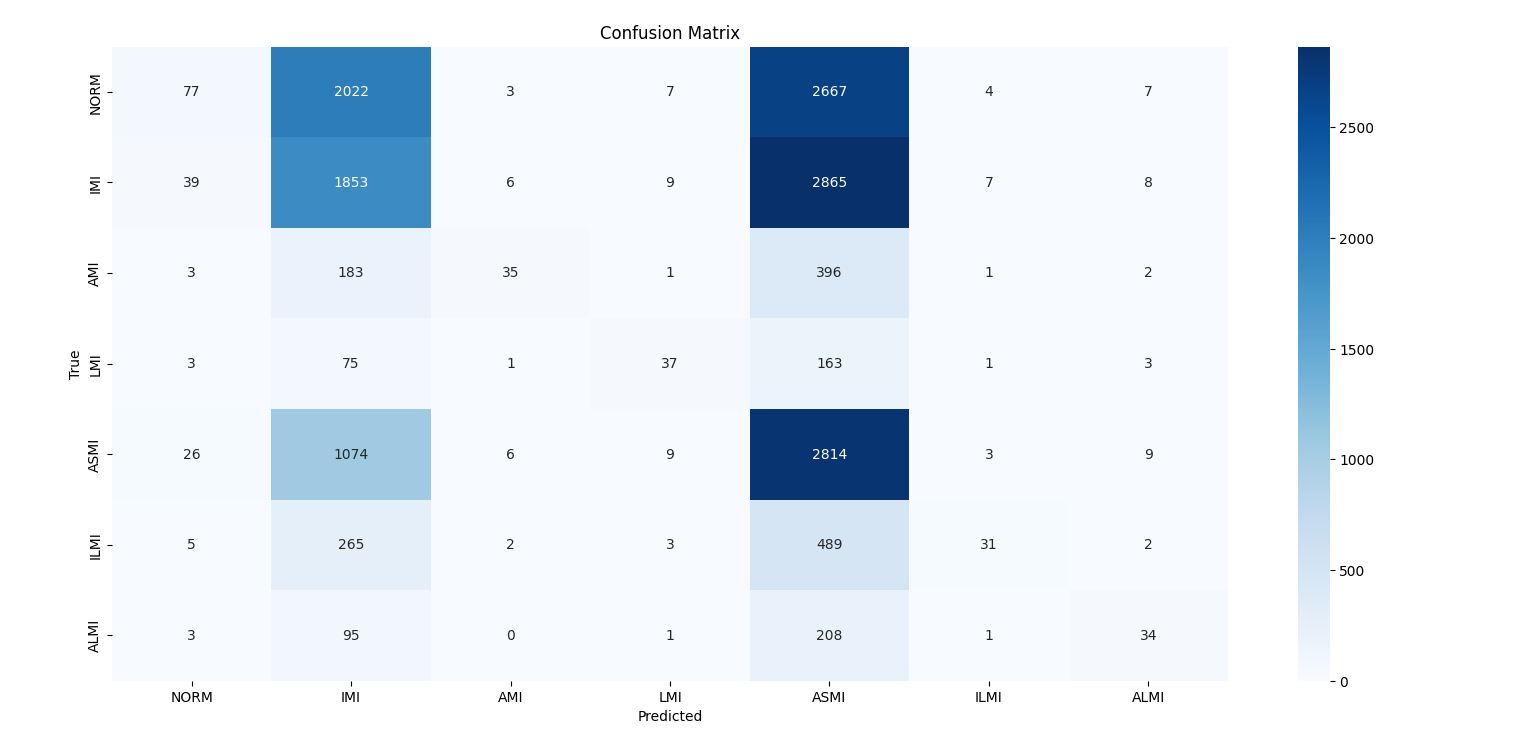 Confusion Matrix
NORM 77 2022 3 7 2667 4 7
IMI 39 1853 6 9 2865 7 8
AMI 3 183 35 1 396 1 2
LMI 3 75 1 37 163 1 3
ASMI 26 1074 6 9 2814 3 9
ILMI 5 265 2 3 489 31 2
ALMI 3 95 0 1 208 1 34
True
NORM IMI AMI LMI ASMI ILMI ALMI
Predicted
2500
2000
1500
1000
500
0